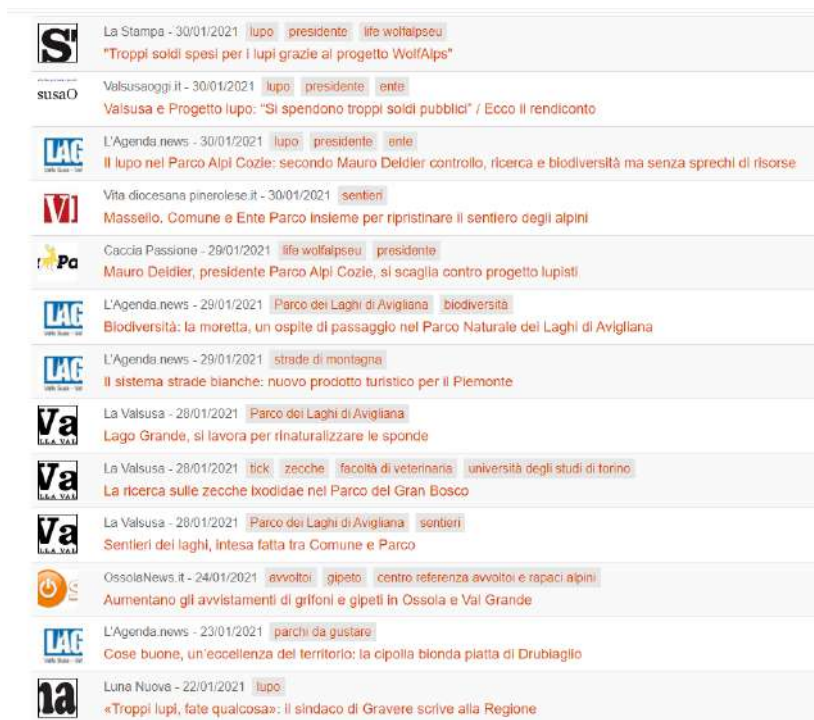 La Stampa - 30/01/2021 lupo presidente life wolfalpseu
"Troppi soldi spesi per i lupi grazie al progetto WolfAlps"
susaO
Valsusaoggi.it - 30/01/2021 lupo presidente ente
Valsusa e Progetto lupo: "Si spendono troppi soldi pubblici" / Ecco il rendiconto
LAG
L'Agenda.news - 30/01/2021 lupo presidente ente
Il lupo nel Parco Alpi Cozie: secondo Mauro Deidier controllo, ricerca e biodiversità ma senza sprechi di risorse
Vita diocesana pinerolese.it - 30/01/2021 sentieri
Massello. Comune e Ente Parco insieme per ripristinare il sentiero degli alpini
Pa
Caccia Passione - 29/01/2021 life wolfalpseu presidente
Mauro Deidier, presidente Parco Alpi Cozie, si scaglia contro progetto lupisti
LAG
L'Agenda.news - 29/01/2021 Parco dei Laghi di Avigliana biodiversità
Biodiversità: la moretta, un ospite di passaggio nel Parco Naturale dei Laghi di Avigliana
LAG
L'Agenda.news - 29/01/2021 strade di montagna
Il sistema strade bianche: nuovo prodotto turistico per il Piemonte
Va
LLA VAL
La Valsusa - 28/01/2021 Parco dei Laghi di Avigliana
Lago Grande, si lavora per rinaturalizzare le sponde
Va
LLA VAL
La Valsusa - 28/01/2021 tick zecche facoltà di veterinaria università degli studi di torino
La ricerca sulle zecche ixodidae nel Parco del Gran Bosco
Va
LLA VAL
La Valsusa - 28/01/2021 Parco dei Laghi di Avigliana sentieri
Sentieri dei laghi, intesa fatta tra Comune e Parco
OssolaNews.it - 24/01/2021 avvoltoi gipeto centro referenza avvoltoi e rapaci alpini
Aumentano gli avvistamenti di grifoni e gipeti in Ossola e Val Grande
LAG
L'Agenda.news - 23/01/2021 parchi da gustare
Cose buone, un'eccellenza del territorio: la cipolla bionda piatta di Drubiaglio
na
Luna Nuova - 22/01/2021 lupo
«Troppi lupi, fate qualcosa»: il sindaco di Gravere scrive alla Regione